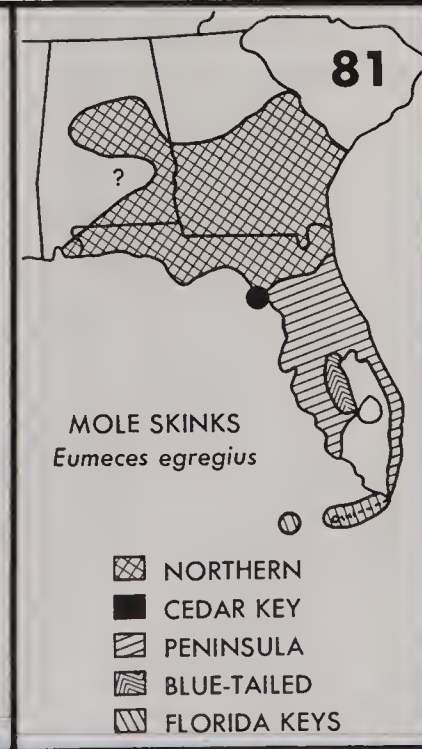 81
?
MOLE SKINKS
Eumeces egregius
NORTHERN
CEDAR KEY
PENINSULA
BLUE-TAILED
FLORIDA KEYS